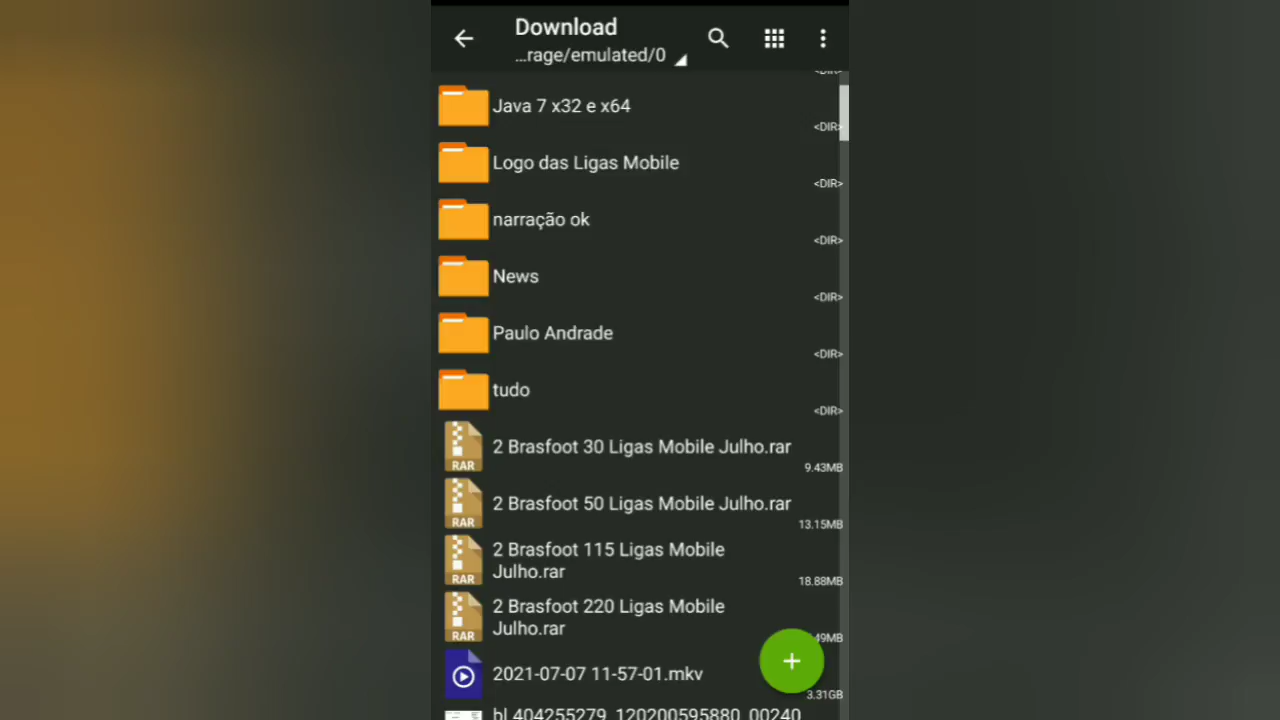 Download
...rage/emulated/0
<DIR>
Java 7 x32 e x64
<DIR>
Logo das Ligas Mobile
<DIR>
narração ok
<DIR>
News
<DIR>
Paulo Andrade
<DIR>
tudo
<DIR>
2 Brasfoot 30 Ligas Mobile Julho.rar
RAR
9.43MB
2 Brasfoot 50 Ligas Mobile Julho.rar
RAR
13.15MB
2 Brasfoot 115 Ligas Mobile
Julho.rar
RAR
18.88MB
2 Brasfoot 220 Ligas Mobile
Julho.rar
RAR
49MB
2021-07-07 11-57-01.mkv
3.31GB
bl_404255279_120200595880_00240